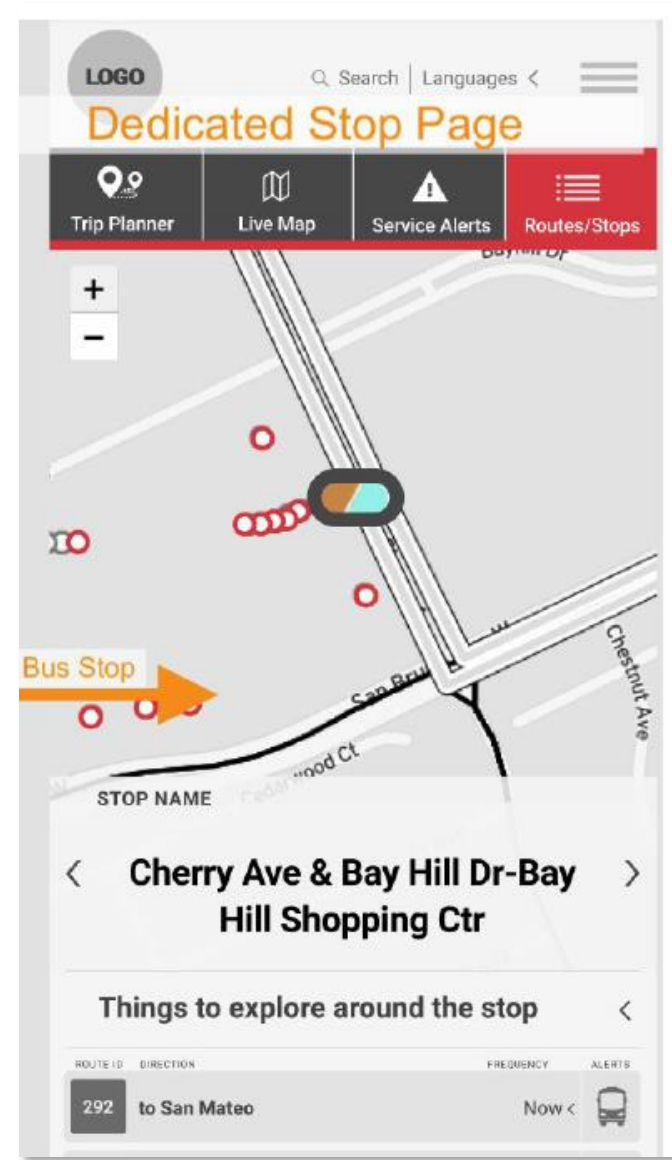 LOGO
Search | Languages <
Dedicated Stop Page
Trip Planner
Live Map
Service Alerts
Routes/Stops
+
−
Chestnut Ave
Bus Stop
STOP NAME
< Cherry Ave & Bay Hill Dr-Bay >
Hill Shopping Ctr
Things to explore around the stop <
ROUTE ID DIRECTION FREQUENCY ALERTS
292 to San Mateo Now <